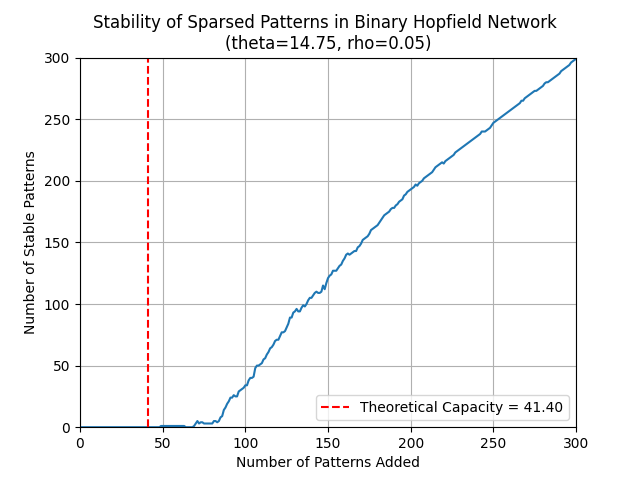 Stability of Sparsed Patterns in Binary Hopfield Network
(theta=14.75, rho=0.05)
Number of Stable Patterns
300
250
200
150
100
50
0
0 50 100 150 200 250 300
Number of Patterns Added
Theoretical Capacity = 41.40